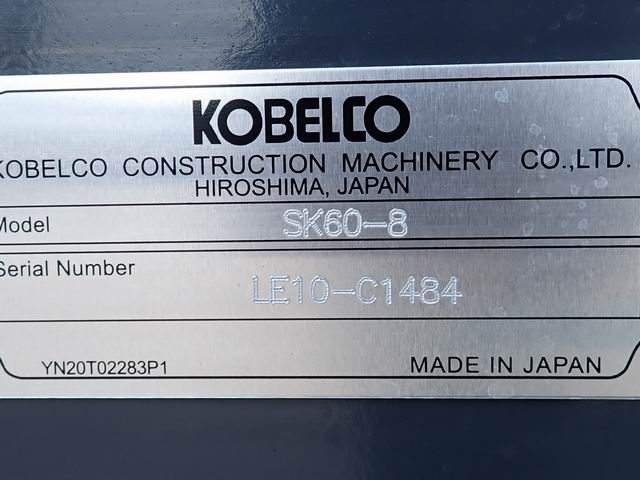 KOBELCO
KOBELCO CONSTRUCTION MACHINERY CO.,LTD.
HIROSHIMA, JAPAN
Model SK60-8
Serial Number LE10-C1484
YN20T02283P1 MADE IN JAPAN